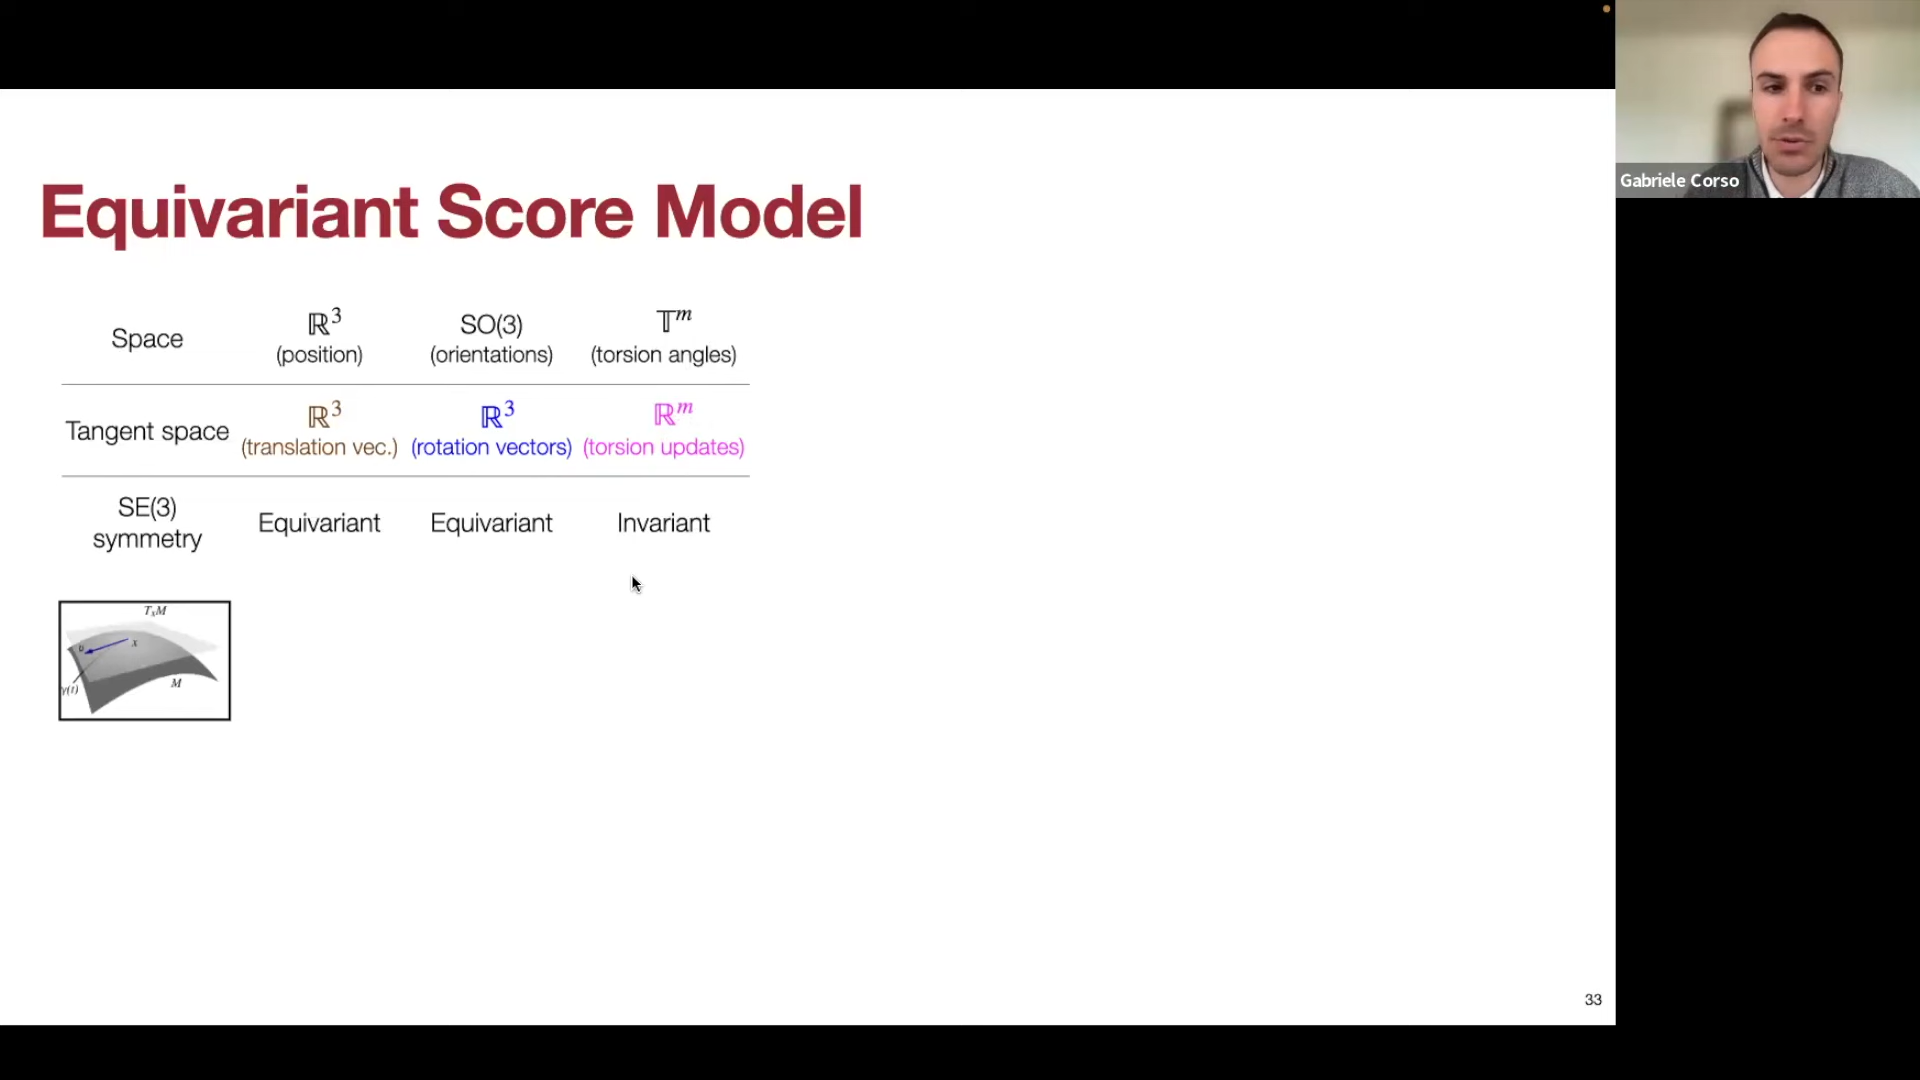 Gabriele Corso
Equivariant Score Model
Space
ℝ³
(position)
SO(3)
(orientations)
𝕋ᵐ
(torsion angles)
Tangent space
ℝ³
(translation vec.)
ℝ³
(rotation vectors)
ℝᵐ
(torsion updates)
SE(3)
symmetry
Equivariant
Equivariant
Invariant
TₓM
x
γ(t)
M
33